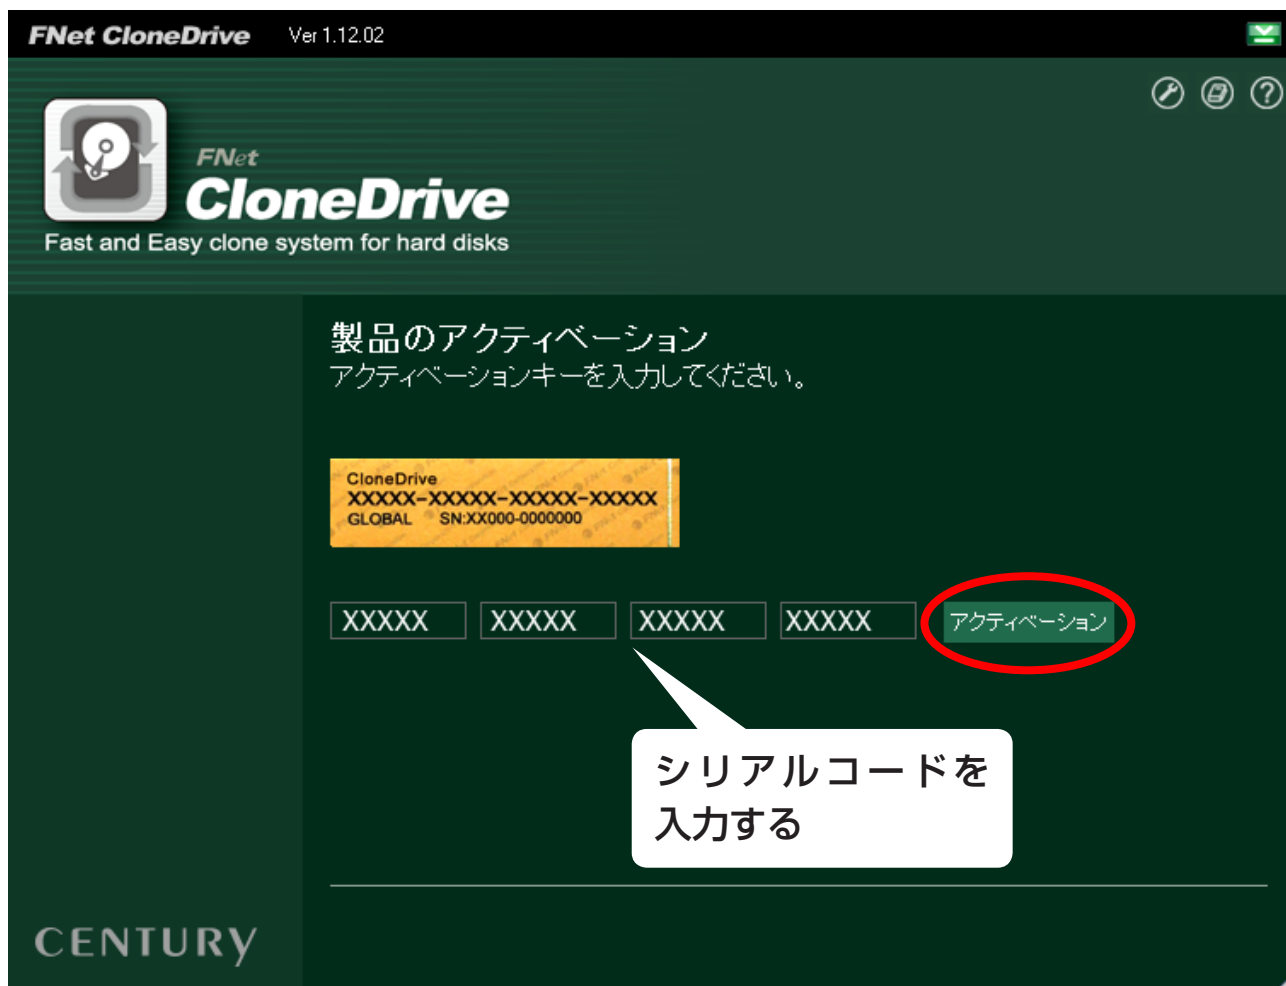 FNet CloneDrive Ver 1.12.02
FNet
CloneDrive
Fast and Easy clone system for hard disks
製品のアクティベーション
アクティベーションキーを入力してください。
CloneDrive
XXXXX-XXXXX-XXXXX-XXXXX
GLOBAL SN:XX000-0000000
XXXXX XXXXX XXXXX XXXXX アクティベーション
シリアルコードを
入力する
CENTURY